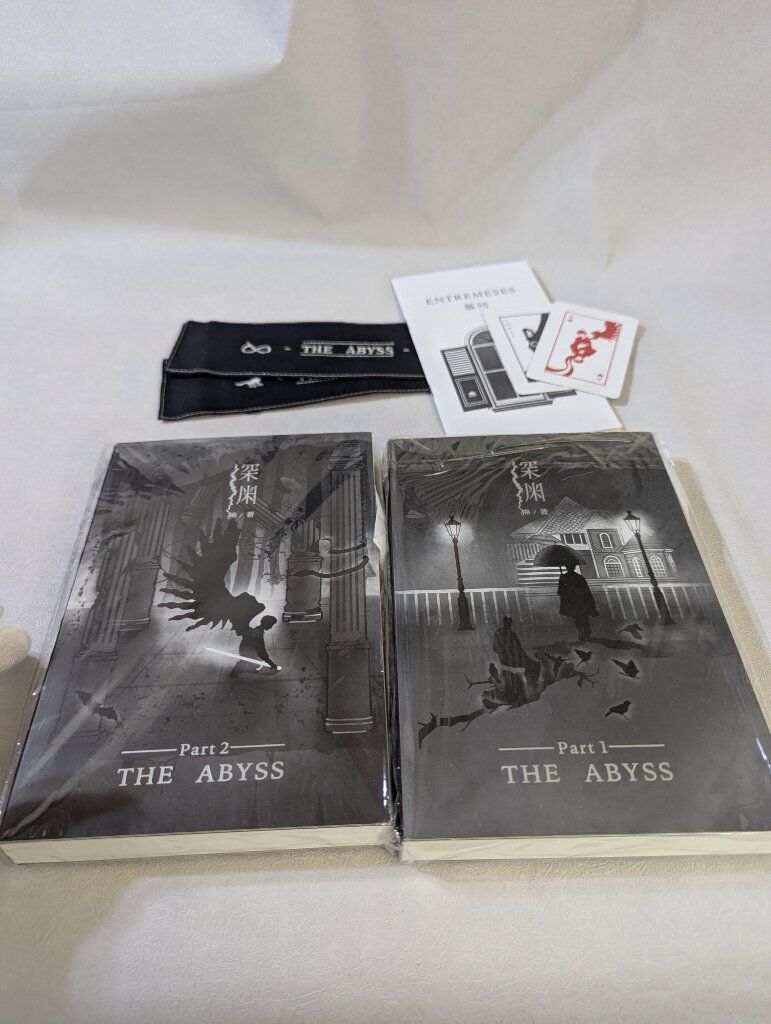 THE ABYSS
ENTREMESES
深渊
Part 2
THE ABYSS
深渊
Part 1
THE ABYSS